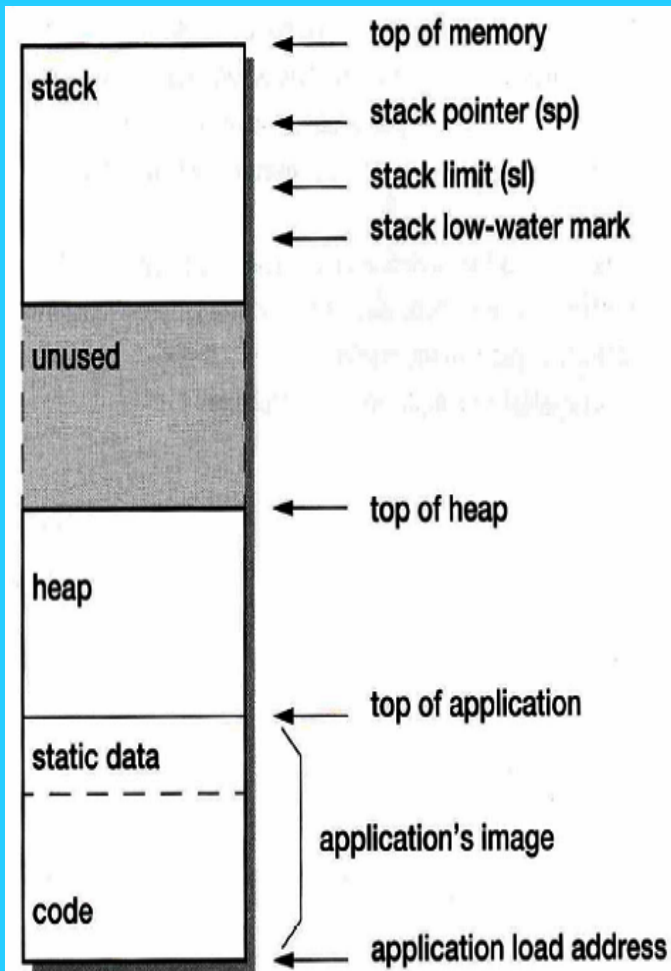 top of memory
stack
stack pointer (sp)
stack limit (sl)
stack low-water mark
unused
top of heap
heap
top of application
static data
application's image
code
application load address